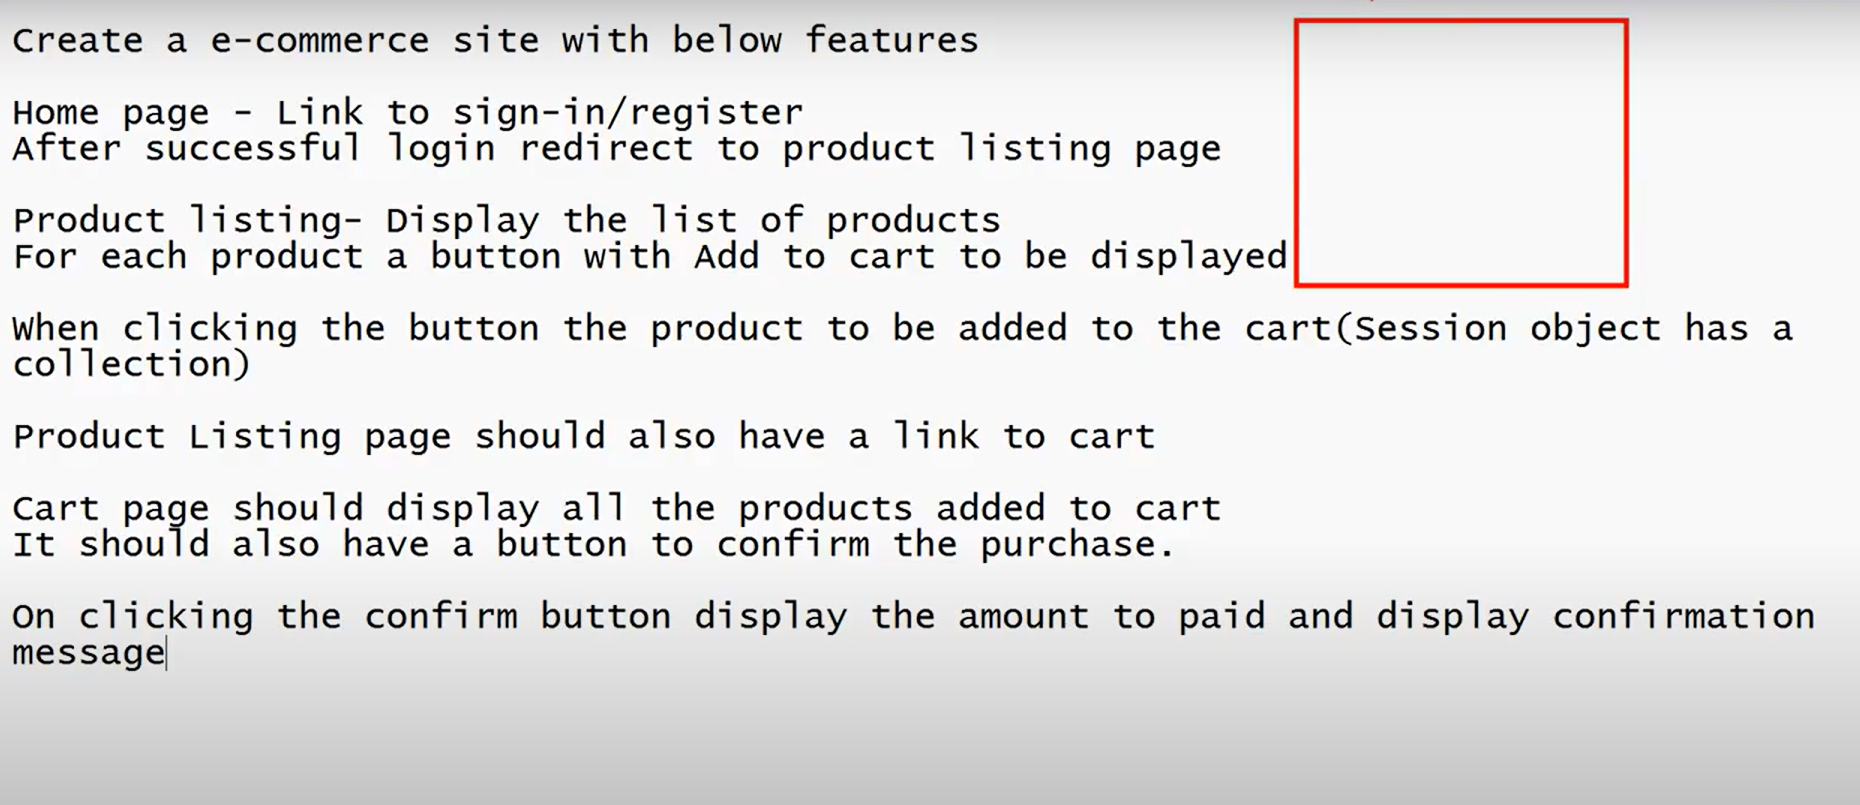 Create a e-commerce site with below features
Home page - Link to sign-in/register
After successful login redirect to product listing page
Product listing- Display the list of products
For each product a button with Add to cart to be displayed
When clicking the button the product to be added to the cart(Session object has a
collection)
Product Listing page should also have a link to cart
Cart page should display all the products added to cart
It should also have a button to confirm the purchase.
On clicking the confirm button display the amount to paid and display confirmation
message